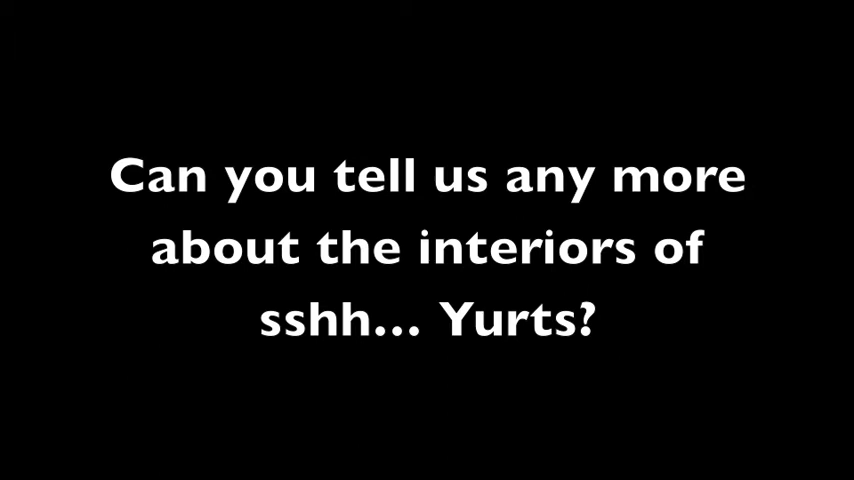 Can you tell us any more
about the interiors of
sshh... Yurts?